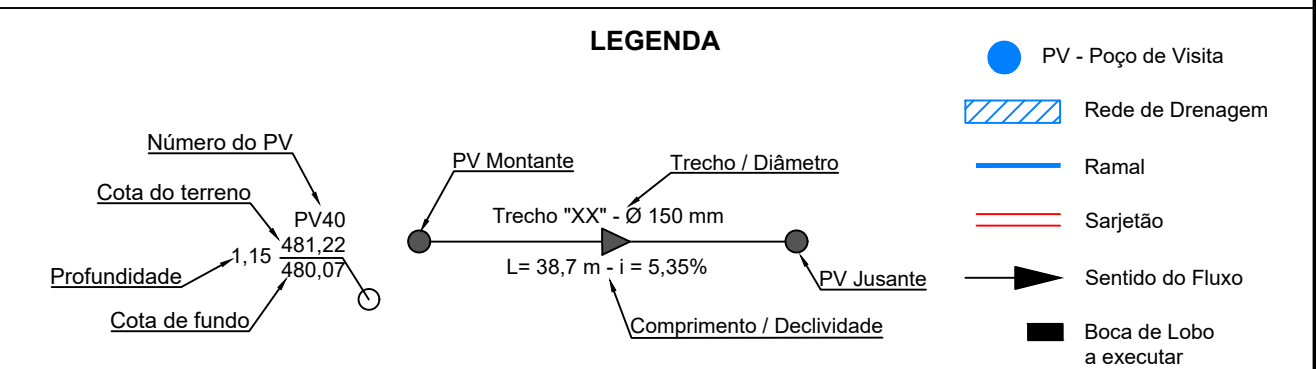 LEGENDA
Número do PV
Cota do terreno
PV40
481,22
1,15
480,07
Profundidade
Cota de fundo
PV Montante
Trecho / Diâmetro
Trecho "XX" - Ø 150 mm
L= 38,7 m - i = 5,35%
PV Jusante
Comprimento / Declividade
PV - Poço de Visita
Rede de Drenagem
Ramal
Sarjetão
Sentido do Fluxo
Boca de Lobo
a executar